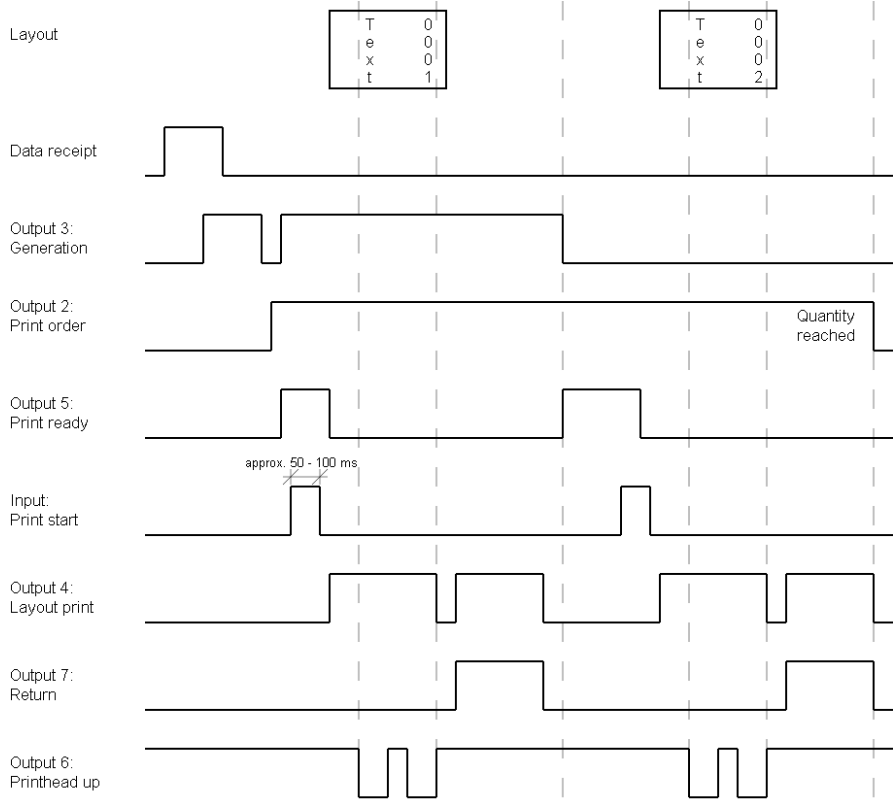 Layout
T 0
e 0
x 0
t 1
T 0
e 0
x 0
t 2
Data receipt
Output 3:
Generation
Output 2:
Print order
Quantity
reached
Output 5:
Print ready
approx. 50 - 100 ms
Input:
Print start
Output 4:
Layout print
Output 7:
Return
Output 6:
Printhead up